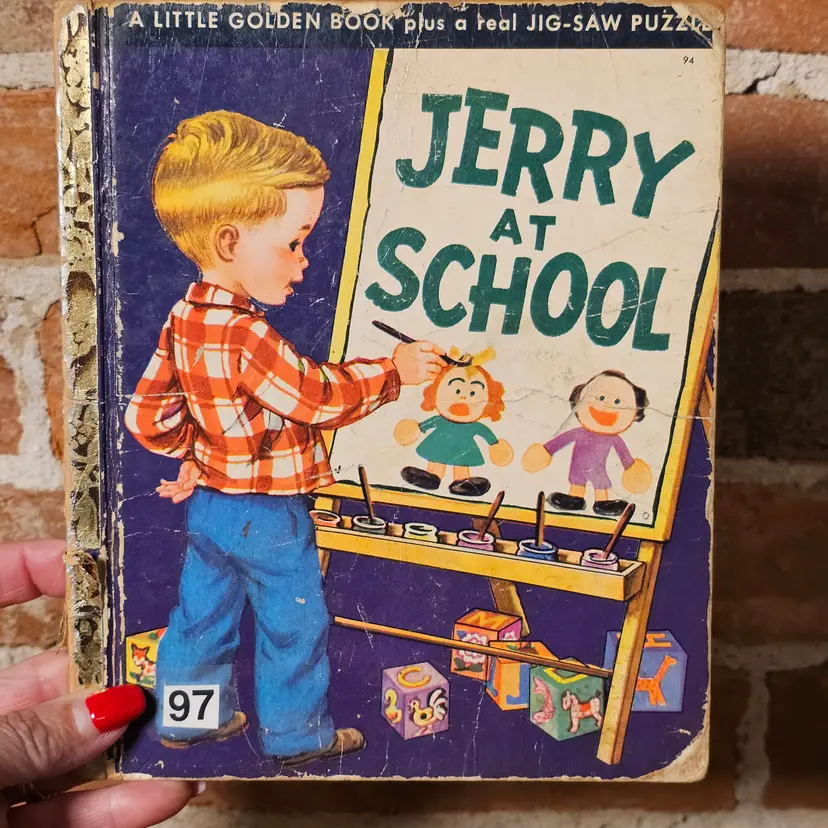 A LITTLE GOLDEN BOOK plus a real JIG-SAW PUZZLE
94
JERRY
AT
SCHOOL
M
C
97